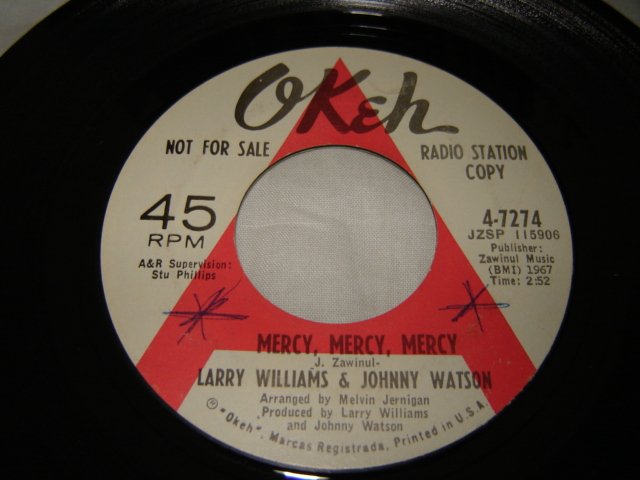 OKeh
NOT FOR SALE
RADIO STATION
COPY
45
RPM
4-7274
JZSP 115906
A&R Supervision:
Stu Phillips
Publisher:
Zawinul Music
(BMI) 1967
Time: 2:52
MERCY, MERCY, MERCY
-J. Zawinul-
LARRY WILLIAMS & JOHNNY WATSON
Arranged by Melvin Jernigan
Produced by Larry Williams
and Johnny Watson
℗ "Okeh", Marcas Registrada. Printed in U.S.A.